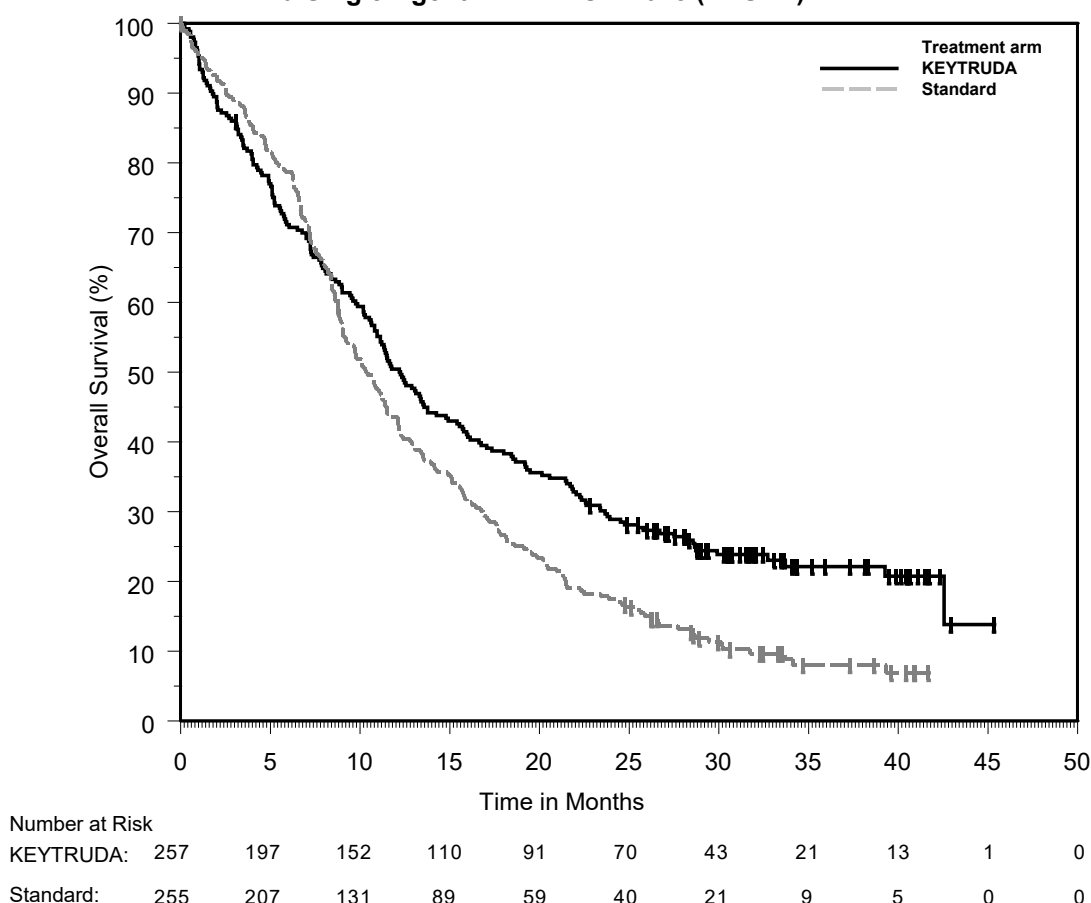 Treatment arm
KEYTRUDA
Standard
100
90
80
70
60
50
40
30
20
10
0
Overall Survival (%)
0 5 10 15 20 25 30 35 40 45 50
Time in Months
Number at Risk
KEYTRUDA: 257 197 152 110 91 70 43 21 13 1 0
Standard: 255 207 131 89 59 40 21 9 5 0 0